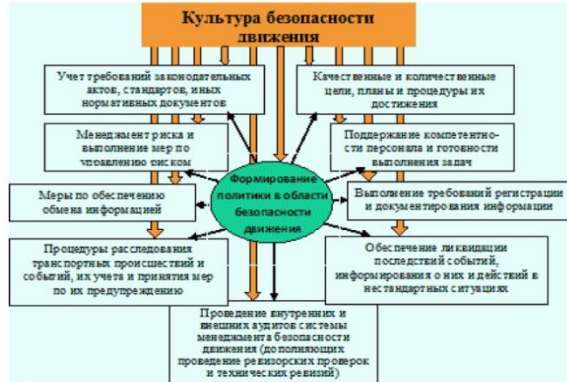 Культура безопасности
движения
Учет требований законодательных
актов, стандартов, иных
нормативных документов
Качественные и количественные
цели, планы и процедуры их
достижения
Менеджмент риска и
выполнение мер по
управлению риском
Поддержание компетентно-
сти персонала и готовности
выполнения задач
Формирование
политики в области
безопасности
движения
Меры по обеспечению
обмена информацией
Выполнение требований регистрации
и документирования информации
Процедуры расследования
транспортных происшествий и
событий, их учета и принятия мер
по их предупреждению
Обеспечение ликвидации
последствий событий,
информирования о них и действий в
нестандартных ситуациях
Проведение внутренних и
внешних аудитов системы
менеджмента безопасности
движения (дополняющих
проведение ревизорских проверок
и технических ревизий)